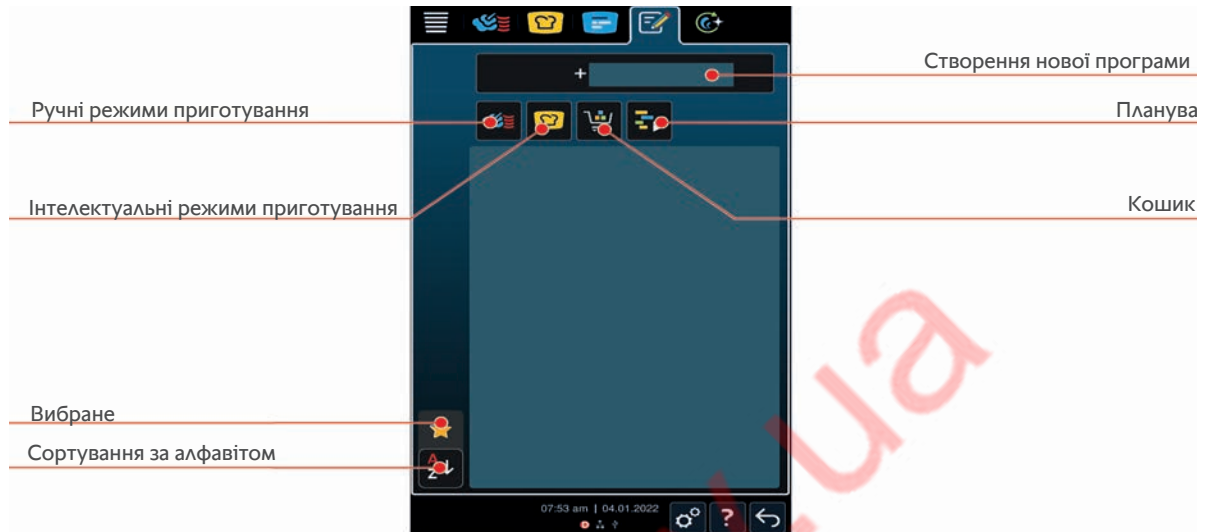 Створення нової програми
+
Ручні режими приготування
Планува
Інтелектуальні режими приготування
Кошик
Вибране
Сортування за алфавітом
A
Z
07:53 am | 04.01.2022
?
.ua